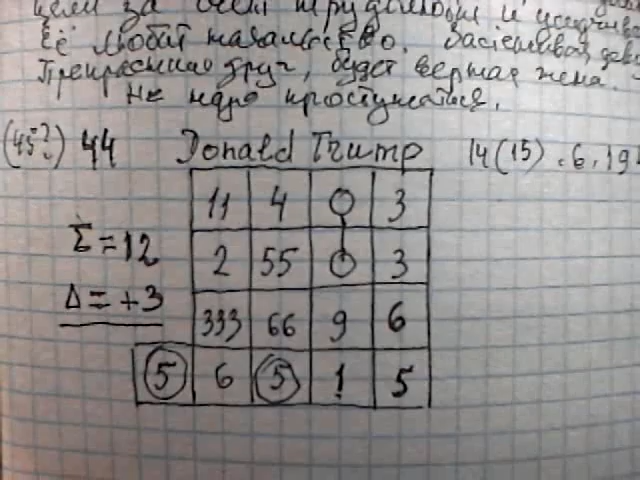 Её любит начальство.
Прекрасный друг, будет верная жена.
Не надо простужаться.
(45?) 44 Donald Trump 14(15).6.19
11 4 0 3
Σ=12
2 55 0 3
Δ=+3
333 66 9 6
5 6 5 1 5